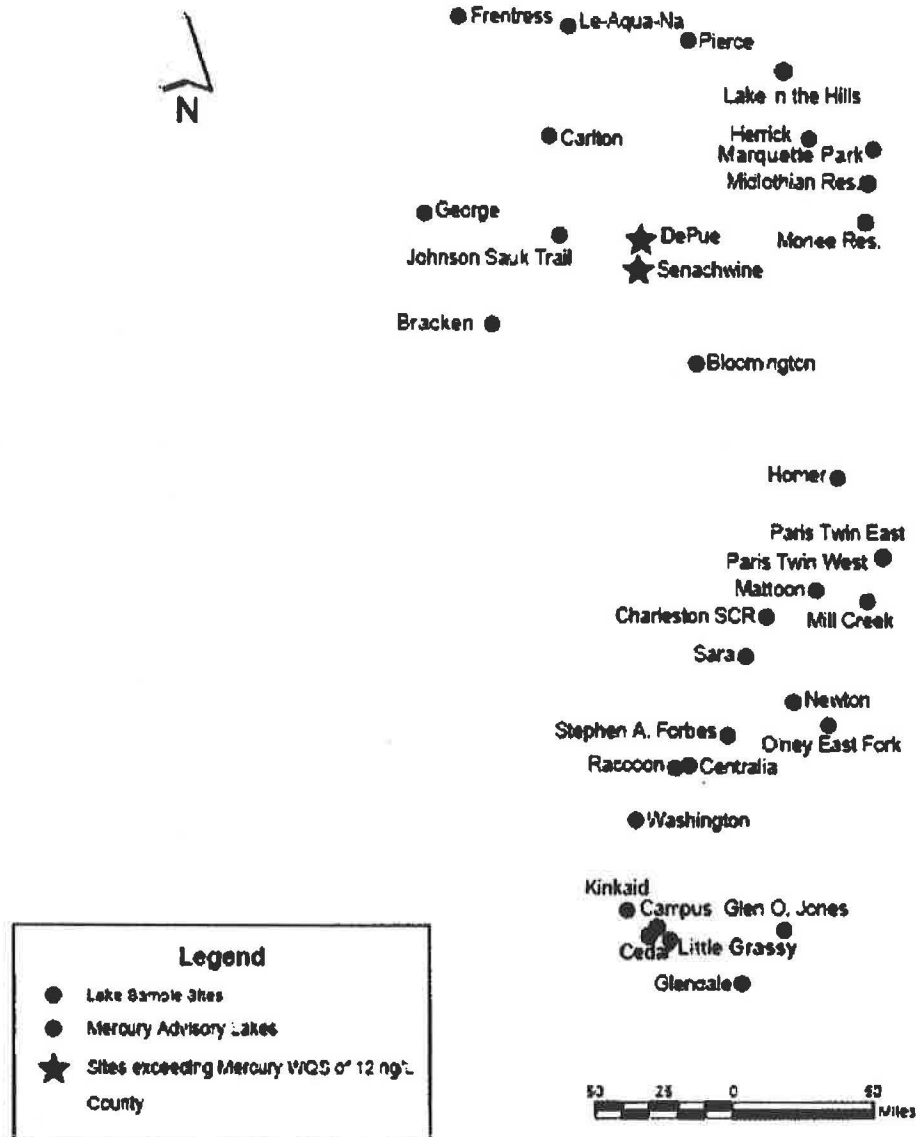 Frentress
Le-Aqua-Na
Pierce
N
Lake n the Hills
Carlton
Herrick
Marquette Park
Midlothian Res.
George
DePue
Monee Res.
Johnson Sauk Trail
Senachwine
Bracken
Bloomington
Homer
Paris Twin East
Paris Twin West
Mattoon
Charleston SCR
Mill Creek
Sara
Newton
Stephen A. Forbes
Olney East Fork
Raccoon
Centralia
Washington
Kinkaid
Campus
Glen O. Jones
Cedar
Little Grassy
Glendale
Legend
Lake Sample Sites
Mercury Advisory Lakes
Sites exceeding Mercury WQS of 12 ng/L
County
50 25 0 50
Miles